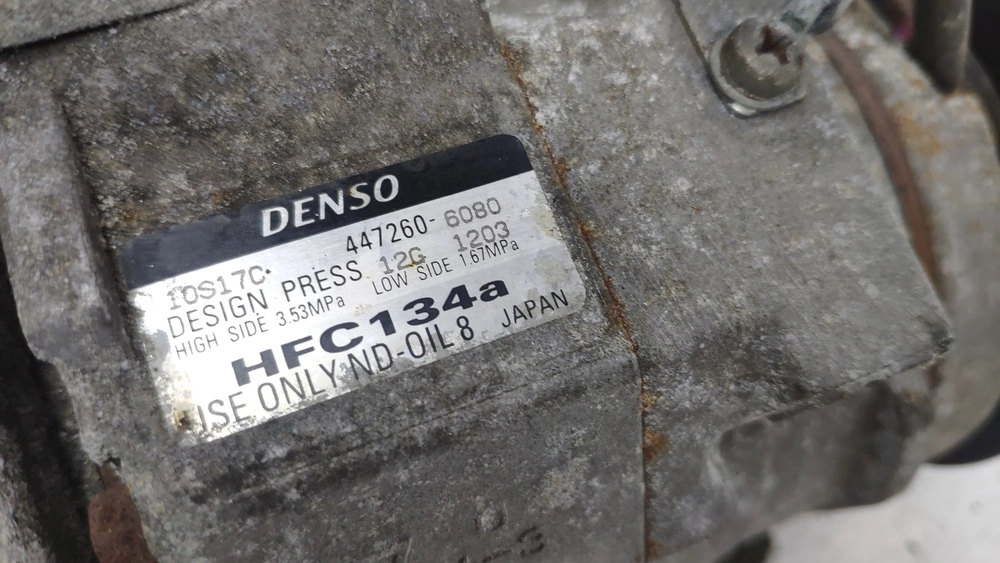 DENSO
447260-6080
10S17C 12G 1203
DESIGN PRESS
HIGH SIDE 3.53MPa LOW SIDE 1.67MPa
HFC134a
USE ONLY ND-OIL 8 JAPAN